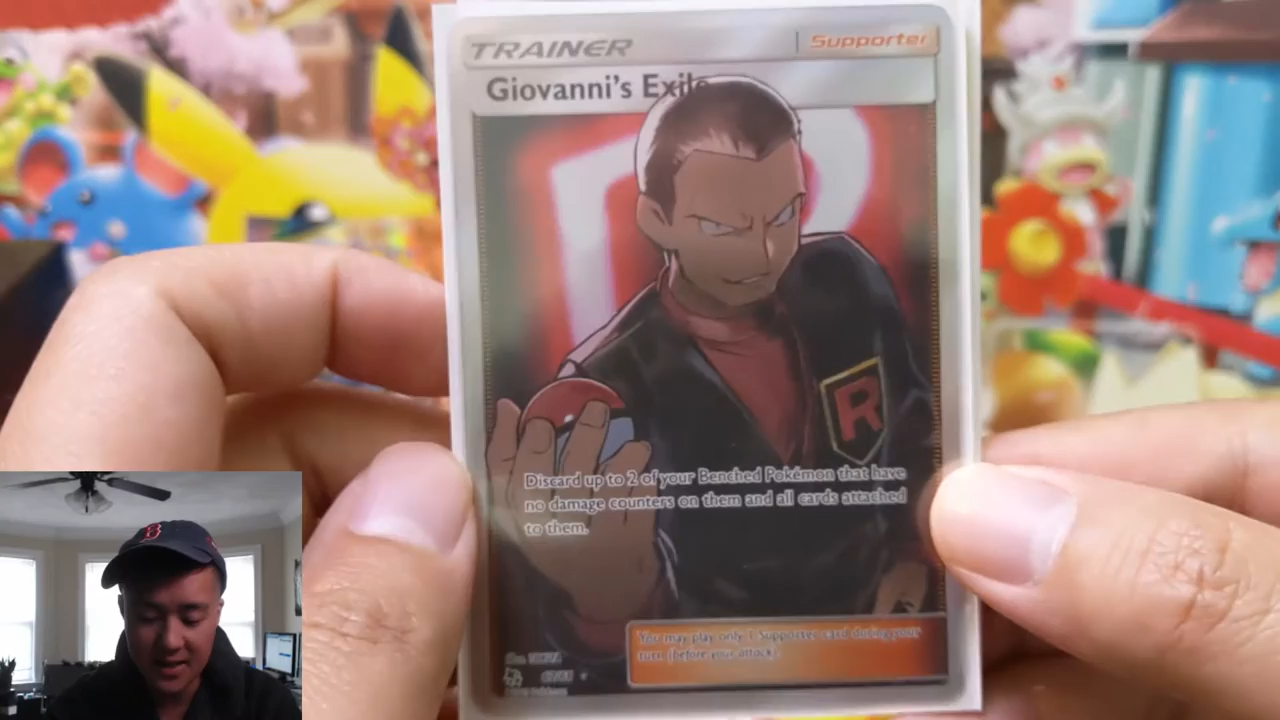 TRAINER
Supporter
Giovanni's Exile
R
R
Discard up to 2 of your Benched Pokémon that have
no damage counters on them and all cards attached
to them.
You may play only 1 Supporter card during your
turn (before your attack).
B